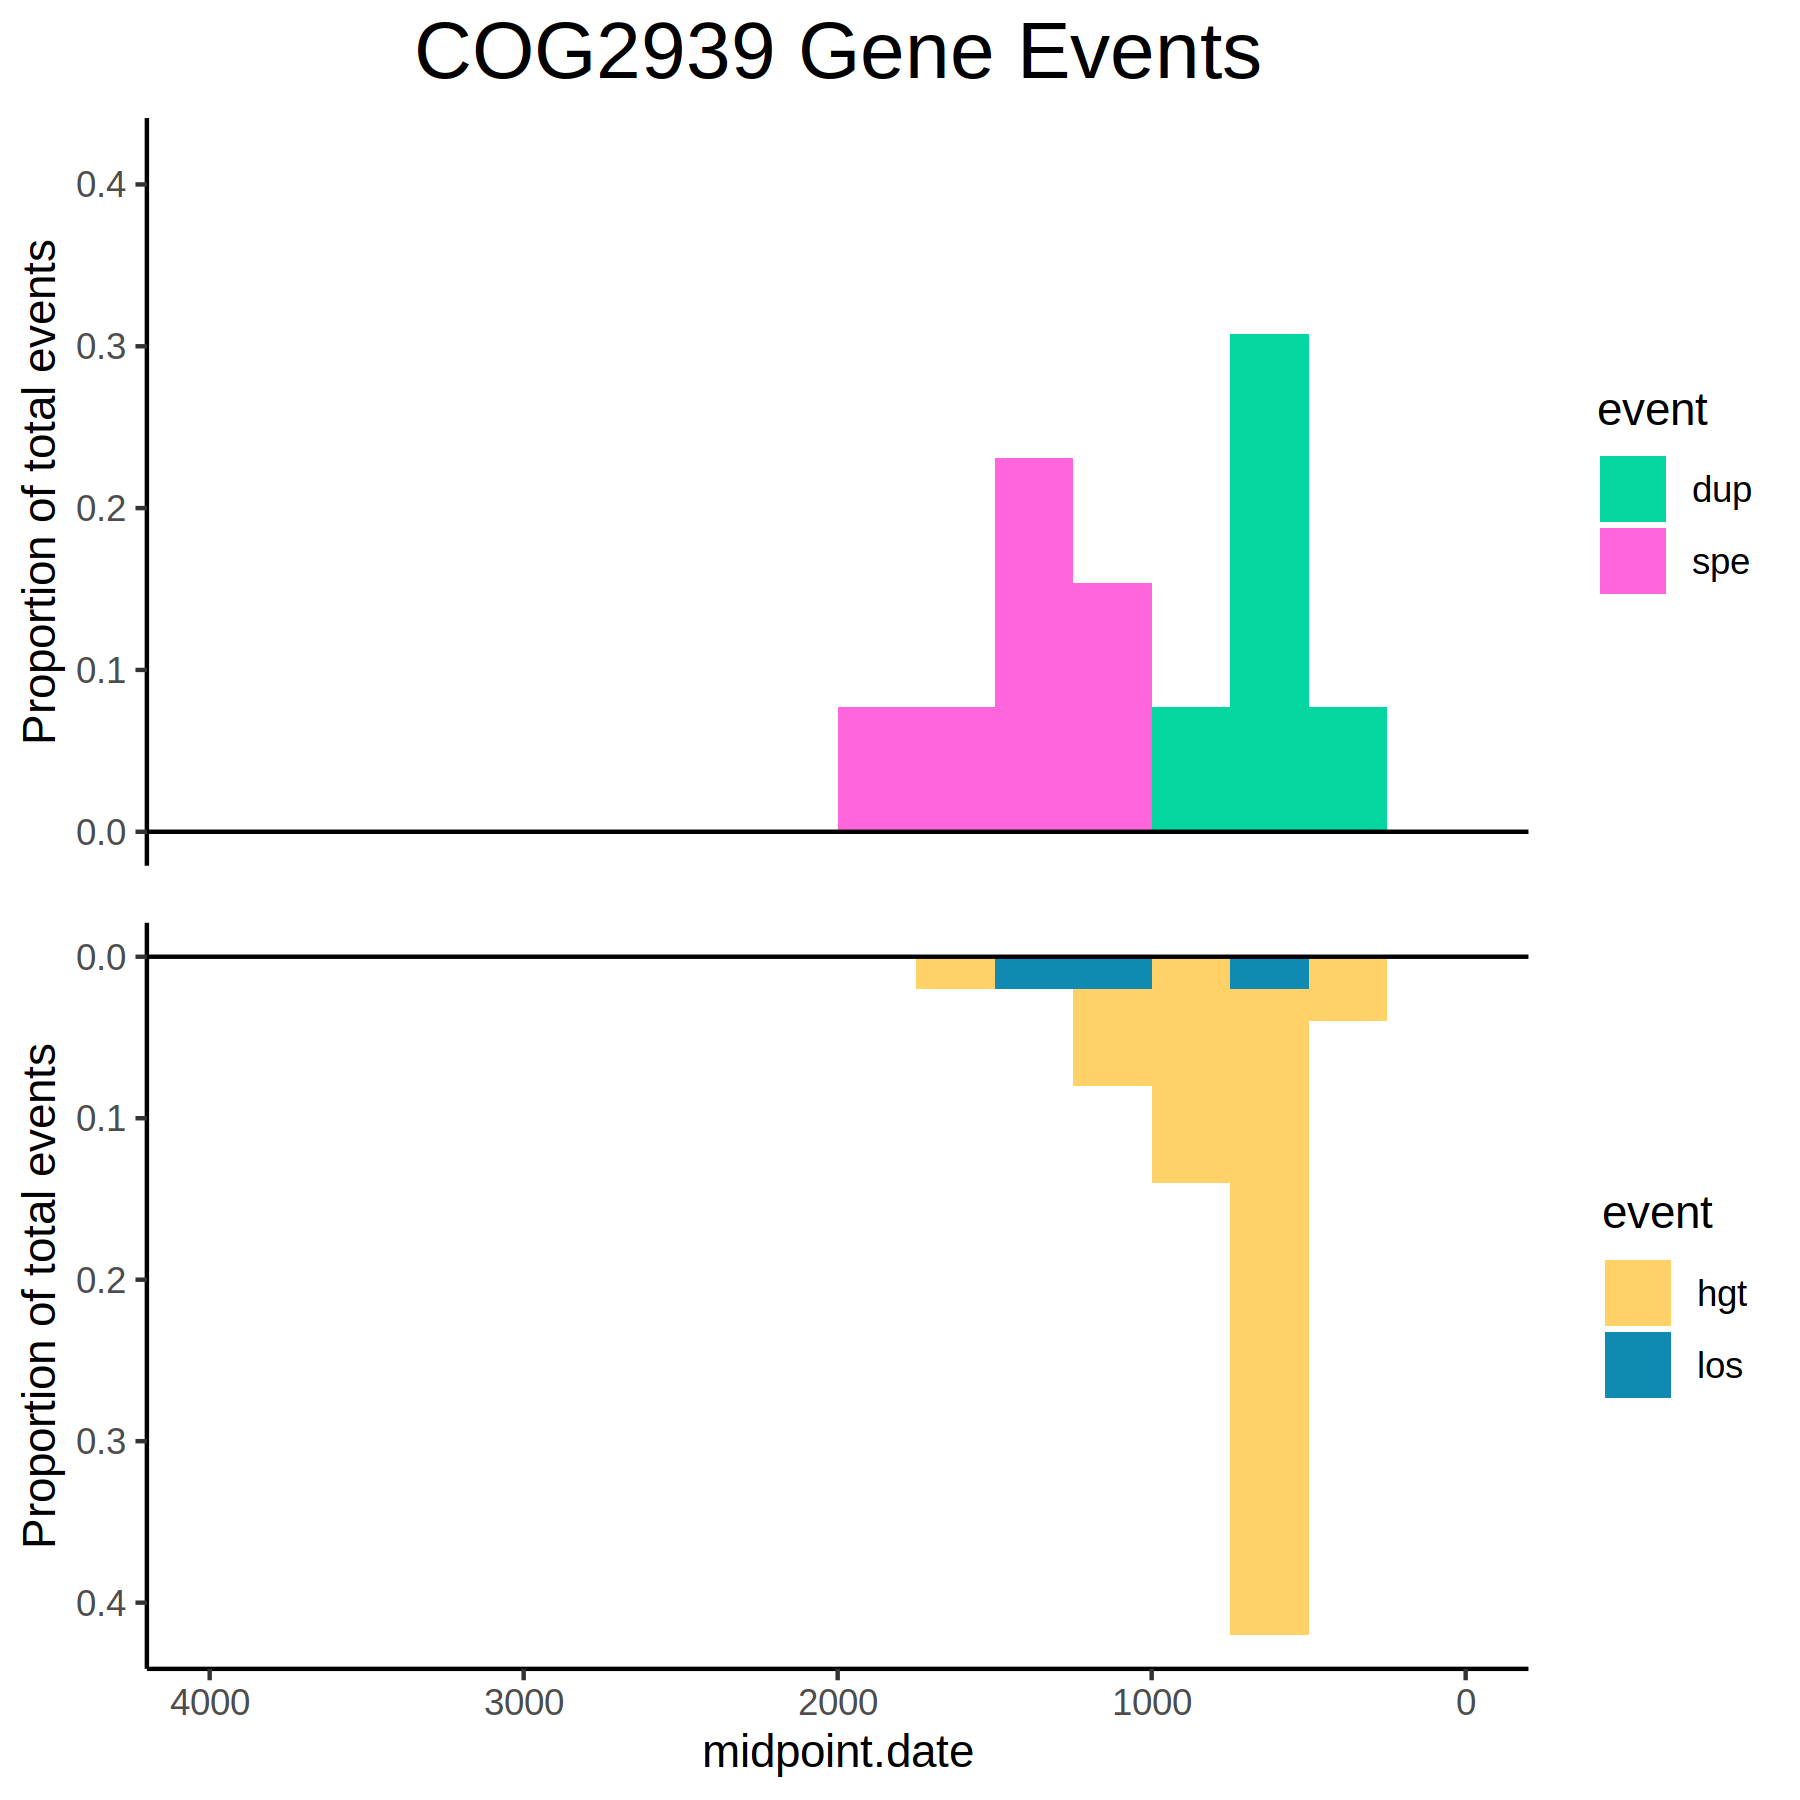 COG2939 Gene Events
Proportion of total events
0.4
0.3
0.2
0.1
0.0
event
dup
spe
Proportion of total events
0.0
0.1
0.2
0.3
0.4
event
hgt
los
4000 3000 2000 1000 0
midpoint.date